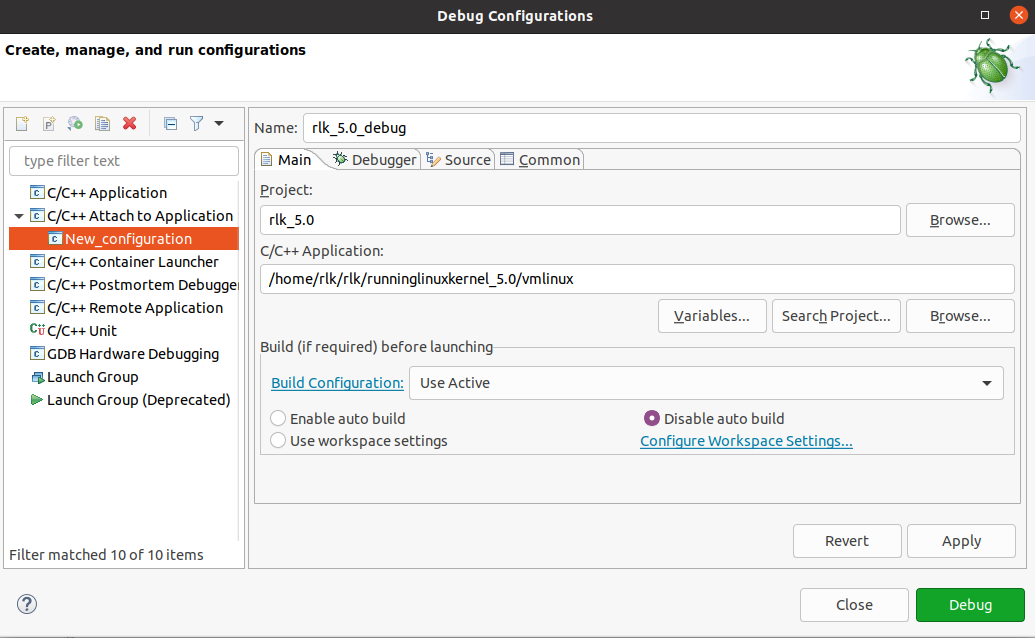 Debug Configurations
Create, manage, and run configurations
type filter text
C/C++ Application
C/C++ Attach to Application
New_configuration
C/C++ Container Launcher
C/C++ Postmortem Debugger
C/C++ Remote Application
C/C++ Unit
GDB Hardware Debugging
Launch Group
Launch Group (Deprecated)
Filter matched 10 of 10 items
Name: rlk_5.0_debug
Main Debugger Source Common
Project:
rlk_5.0 Browse...
C/C++ Application:
/home/rlk/rlk/runninglinuxkernel_5.0/vmlinux
Variables... Search Project... Browse...
Build (if required) before launching
Build Configuration: Use Active
Enable auto build Disable auto build
Use workspace settings Configure Workspace Settings...
Revert Apply
Close Debug